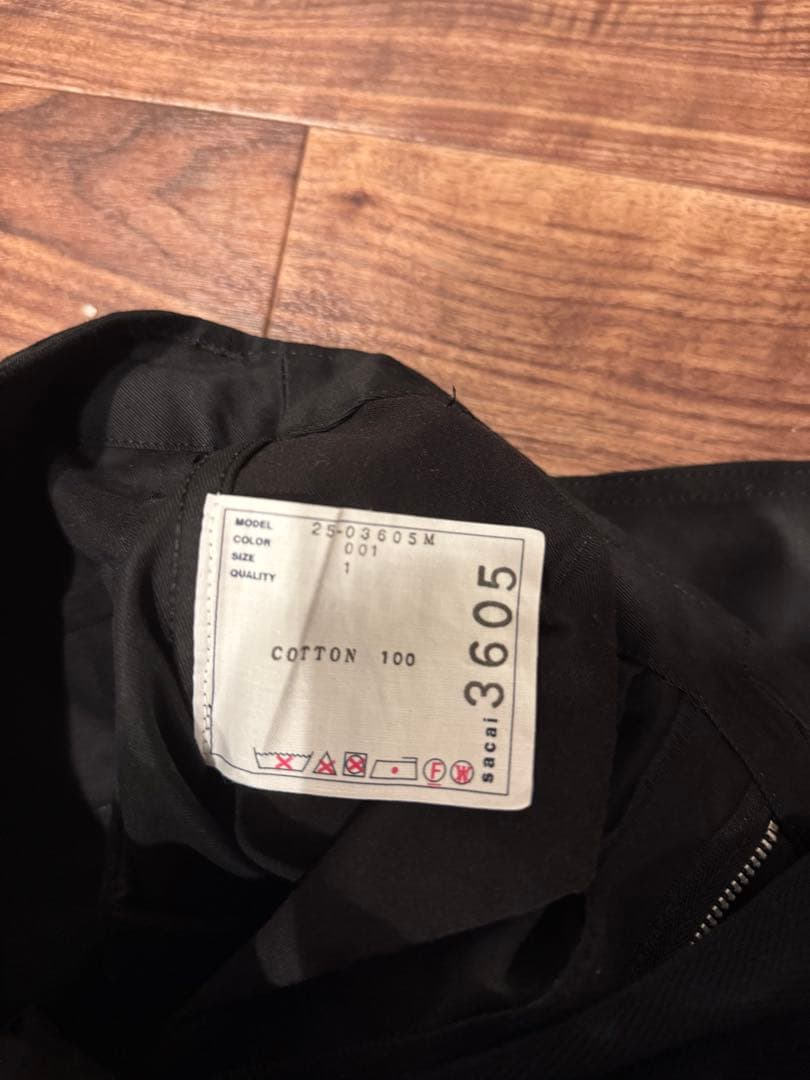 MODEL 25-03605M
COLOR 001
SIZE 1
QUALITY
COTTON 100
sacai 3605
F W